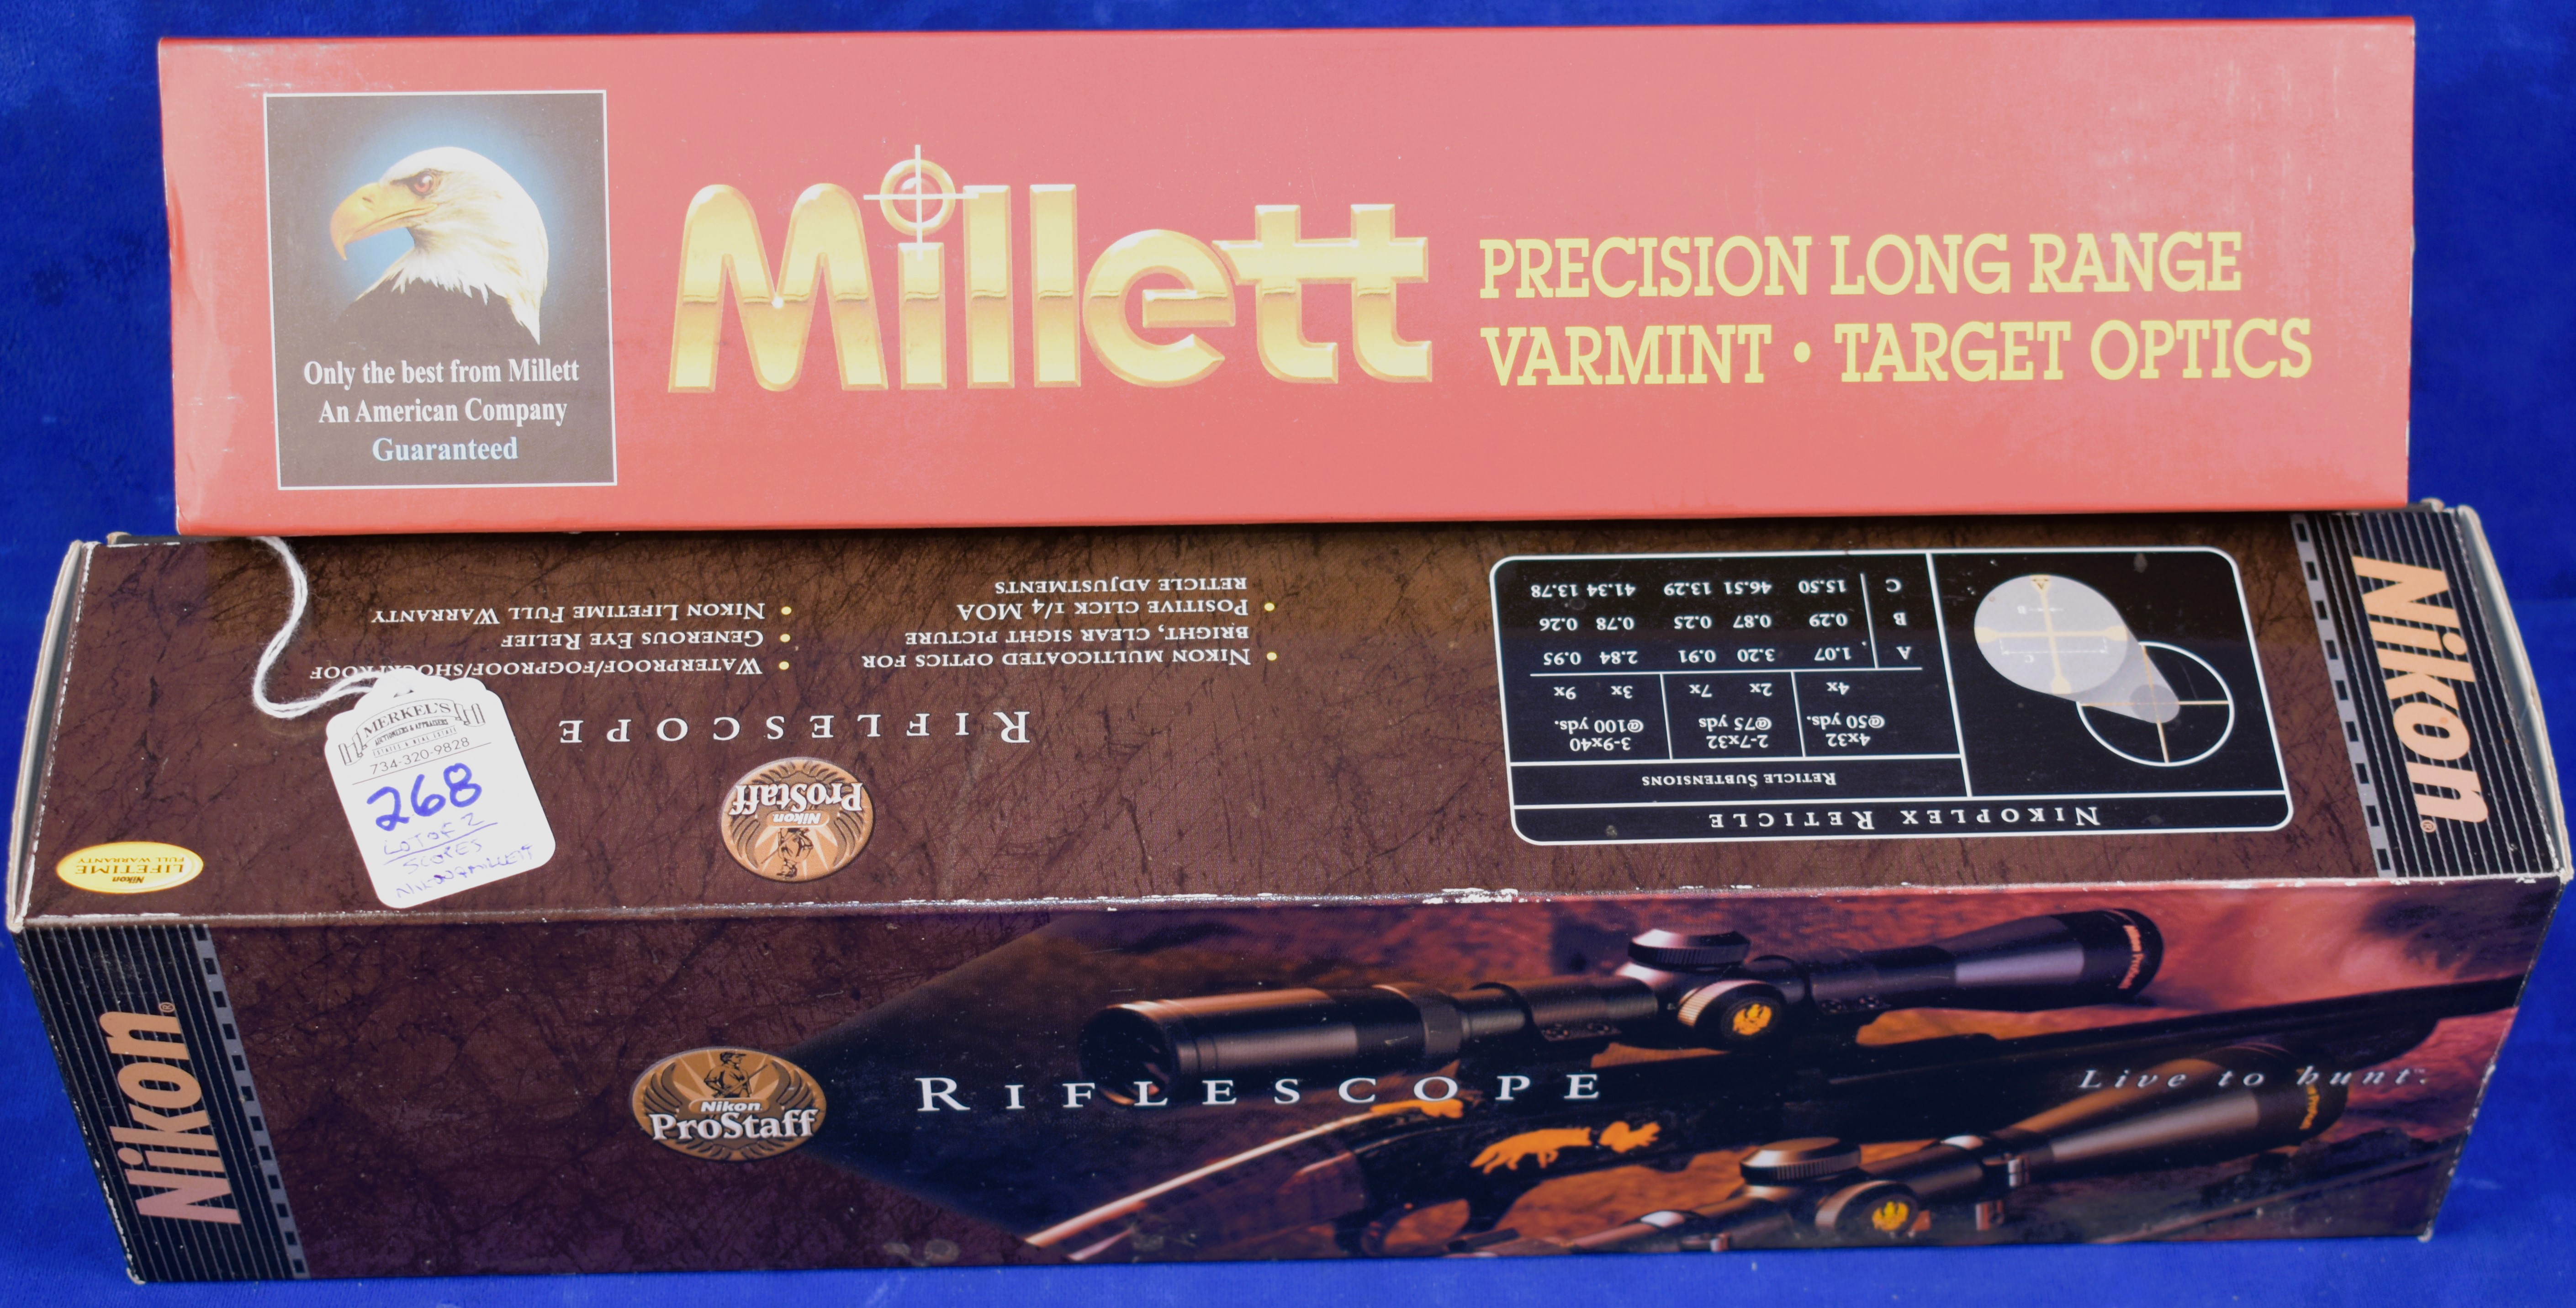 Only the best from Millett
An American Company
Guaranteed
Millett
PRECISION LONG RANGE
VARMINT • TARGET OPTICS
Nikon®
NIKOPLEX RETICLE
RETICLE SUBTENSIONS
4x32 @50 yds. 2-7x32 @75 yds 3-9x40 @100 yds.
4x 2x 7x 3x 9x
A 1.07 3.20 0.91 2.84 0.95
B 0.29 0.87 0.25 0.78 0.26
C 15.50 46.51 13.29 41.34 13.78
Nikon
ProStaff
RIFLESCOPE
• NIKON MULTICOATED OPTICS FOR
BRIGHT, CLEAR SIGHT PICTURE
• POSITIVE CLICK 1/4 MOA
RETICLE ADJUSTMENTS
• WATERPROOF/FOGPROOF/SHOCKPROOF
• GENEROUS EYE RELIEF
• NIKON LIFETIME FULL WARRANTY
Nikon
LIFETIME
FULL WARRANTY
MERKEL'S
AUCTIONEERS & APPRAISERS
734-320-9828
268
LOT OF 2
SCOPES
NIKON & MILLETT
Nikon®
Nikon
ProStaff
RIFLESCOPE
Live to hunt.™